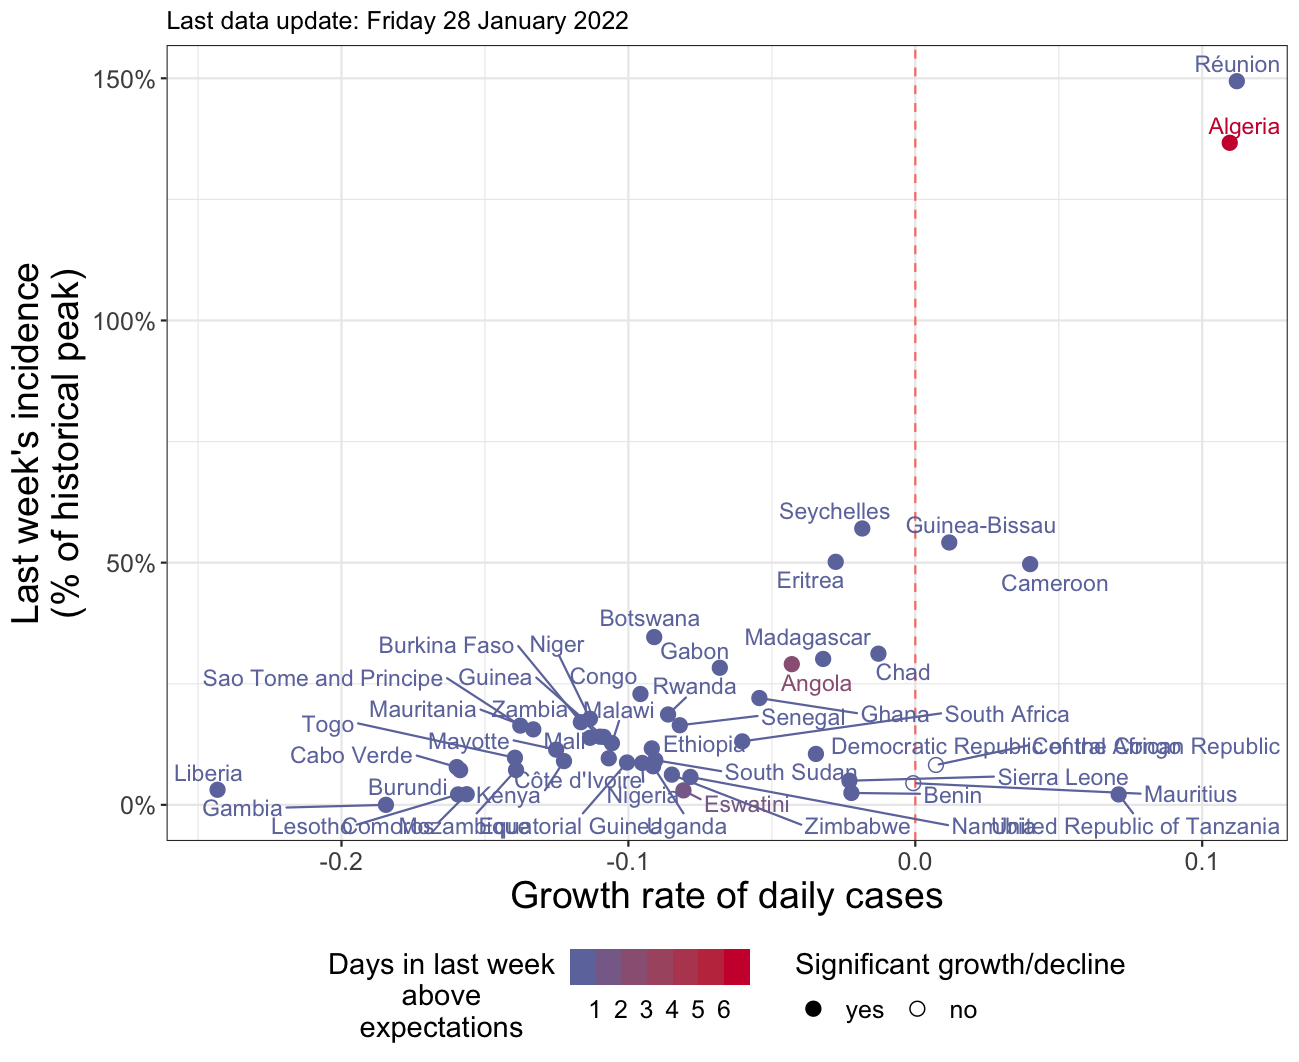 Last data update: Friday 28 January 2022
Last week's incidence
(% of historical peak)
150%
100%
50%
0%
Réunion
Algeria
Seychelles
Guinea-Bissau
Eritrea
Cameroon
Botswana
Madagascar
Burkina Faso
Niger
Gabon
Chad
Sao Tome and Principe
Guinea
Congo
Rwanda
Angola
Mauritania
Zambia
Malawi
Senegal
Ghana
South Africa
Togo
Mayotte
Mali
Ethiopia
Democratic Republic of the Congo
Central African Republic
Cabo Verde
Liberia
Côte d'Ivoire
South Sudan
Sierra Leone
Burundi
Kenya
Nigeria
Eswatini
Benin
Mauritius
Gambia
Lesotho
Comoros
Mozambique
Equatorial Guinea
Uganda
Zimbabwe
Namibia
United Republic of Tanzania
-0.2
-0.1
0.0
0.1
Growth rate of daily cases
Days in last week
above
expectations
1 2 3 4 5 6
Significant growth/decline
yes
no